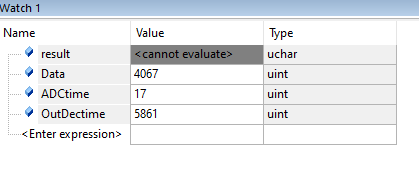 Watch 1
Name Value Type
result <cannot evaluate> uchar
Data 4067 uint
ADCtime 17 uint
OutDectime 5861 uint
<Enter expression>